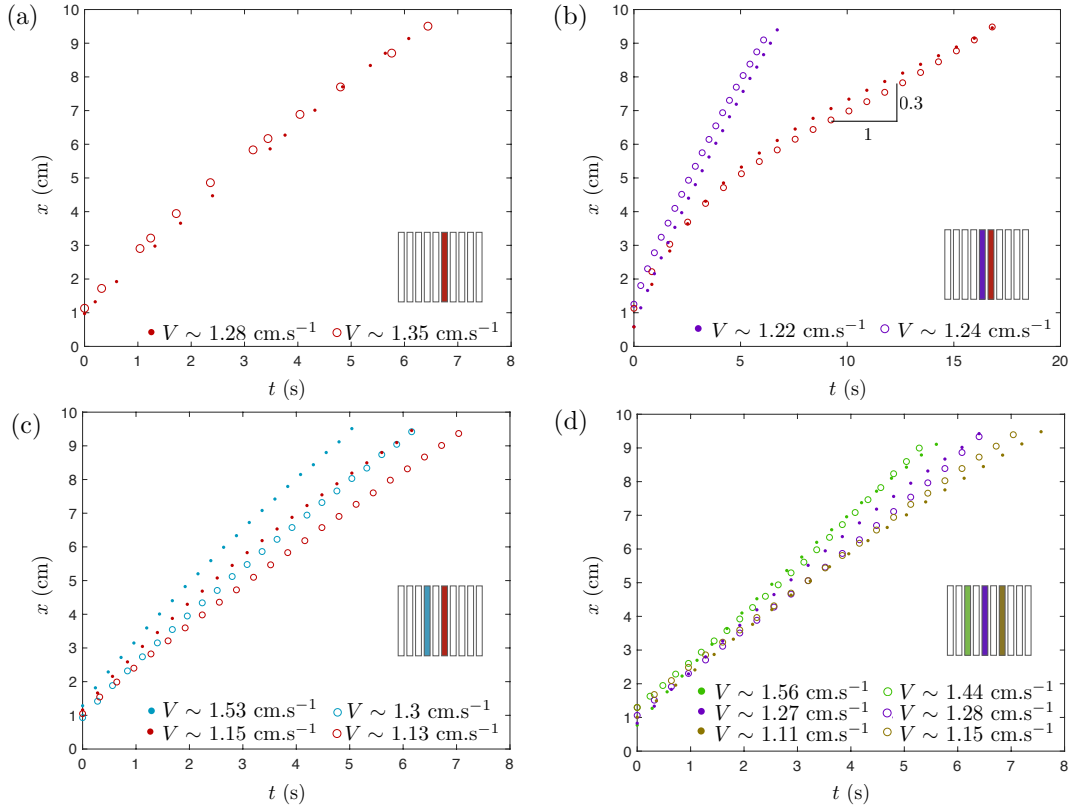 (a)
10
9
8
7
6
5
4
3
2
1
0
x (cm)
0 1 2 3 4 5 6 7 8
t (s)
V ∼ 1.28 cm.s⁻¹ V ∼ 1.35 cm.s⁻¹
(b)
10
9
8
7
6
5
4
3
2
1
0
x (cm)
0.3
1
0 5 10 15 20
t (s)
V ∼ 1.22 cm.s⁻¹ V ∼ 1.24 cm.s⁻¹
(c)
10
9
8
7
6
5
4
3
2
1
0
x (cm)
0 1 2 3 4 5 6 7 8
t (s)
V ∼ 1.53 cm.s⁻¹ V ∼ 1.3 cm.s⁻¹
V ∼ 1.15 cm.s⁻¹ V ∼ 1.13 cm.s⁻¹
(d)
10
9
8
7
6
5
4
3
2
1
0
x (cm)
0 1 2 3 4 5 6 7 8
t (s)
V ∼ 1.56 cm.s⁻¹ V ∼ 1.44 cm.s⁻¹
V ∼ 1.27 cm.s⁻¹ V ∼ 1.28 cm.s⁻¹
V ∼ 1.11 cm.s⁻¹ V ∼ 1.15 cm.s⁻¹